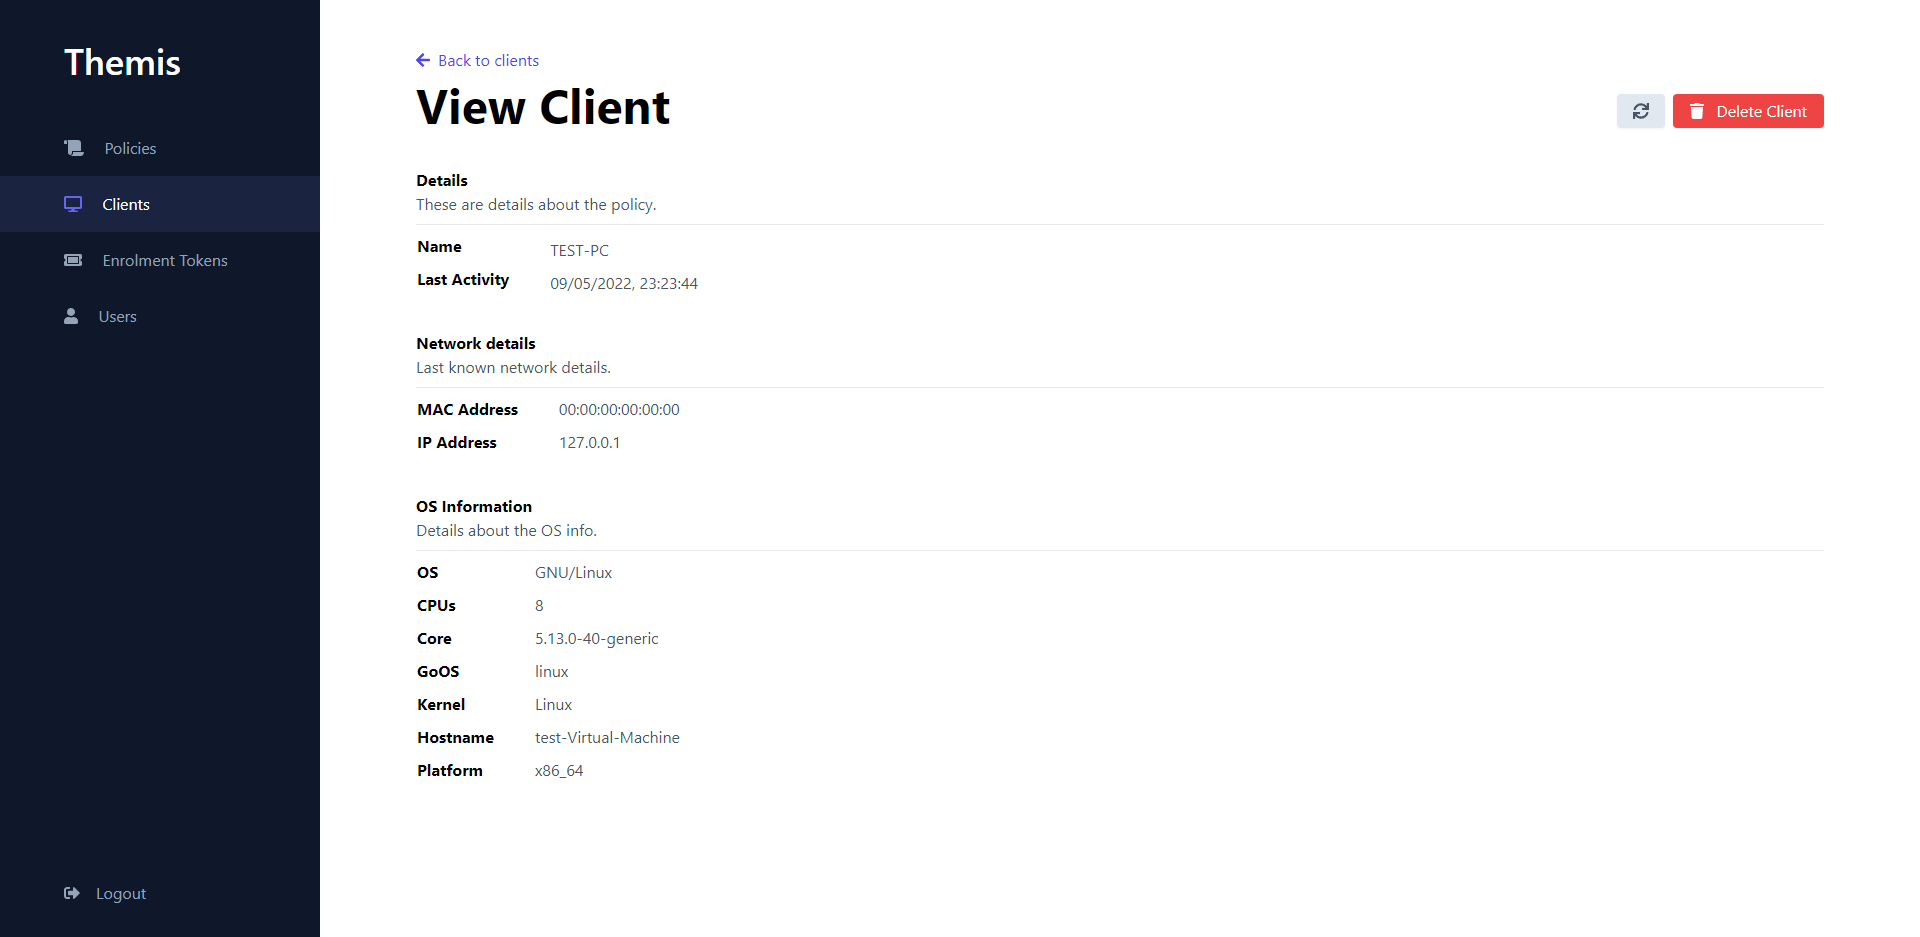 Themis
Policies
Clients
Enrolment Tokens
Users
Logout
Back to clients
View Client
Delete Client
Details
These are details about the policy.
Name TEST-PC
Last Activity 09/05/2022, 23:23:44
Network details
Last known network details.
MAC Address 00:00:00:00:00:00
IP Address 127.0.0.1
OS Information
Details about the OS info.
OS GNU/Linux
CPUs 8
Core 5.13.0-40-generic
GoOS linux
Kernel Linux
Hostname test-Virtual-Machine
Platform x86_64